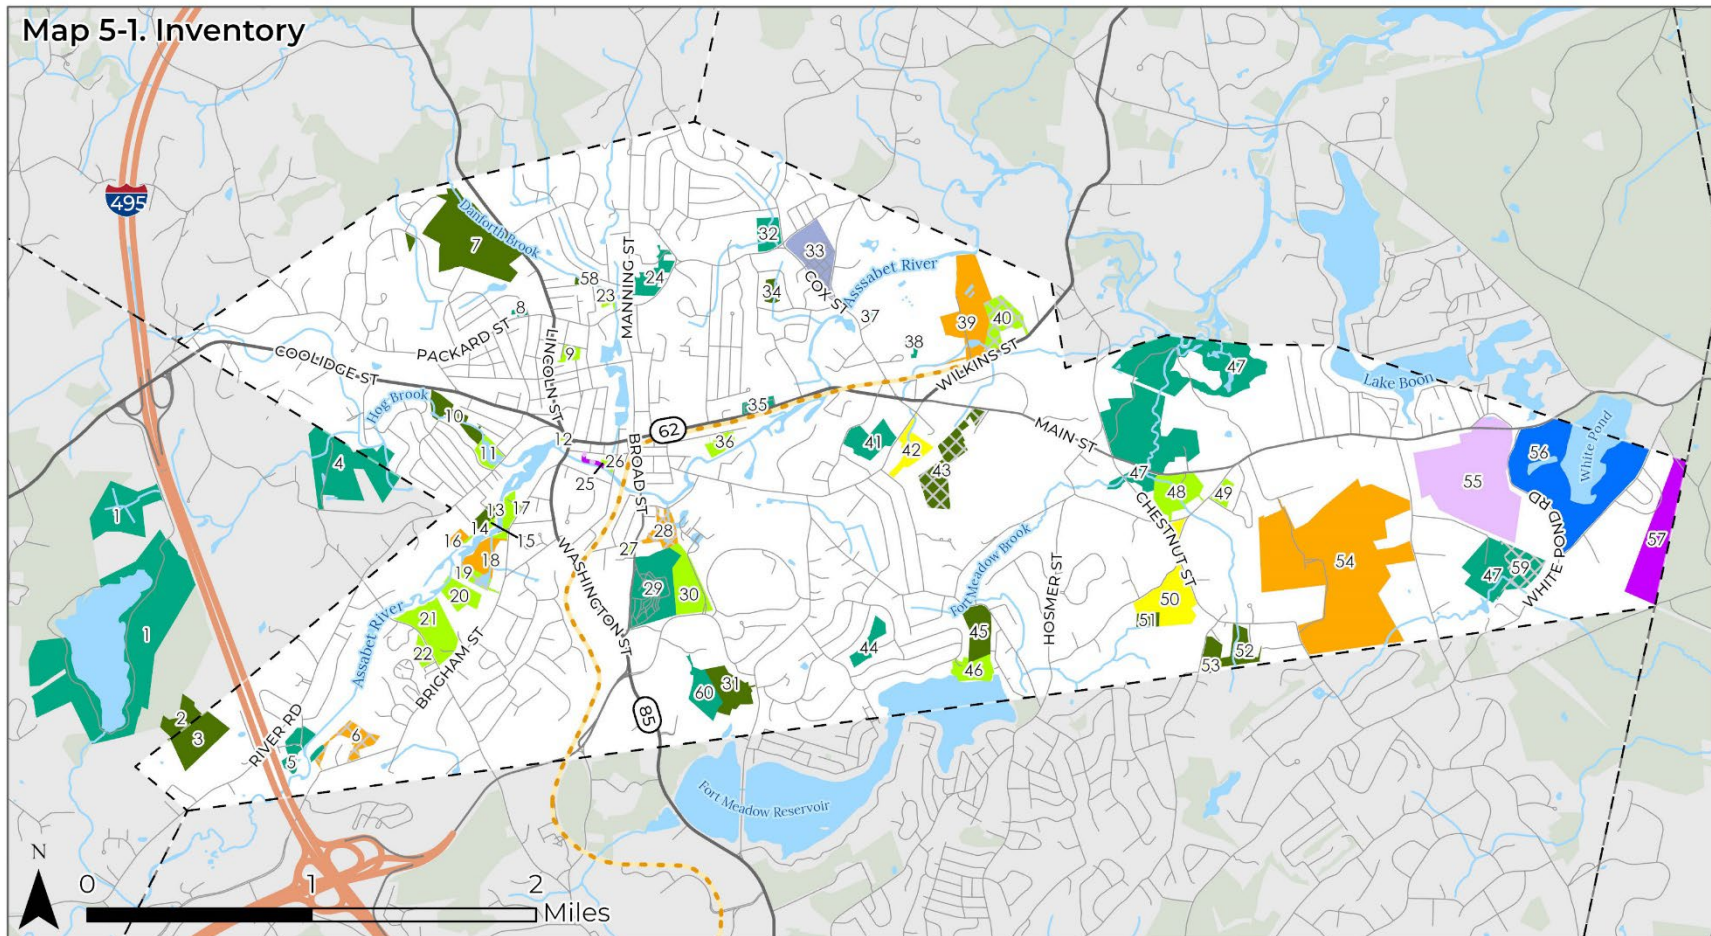 Map 5-1. Inventory
495
Danforth Brook
7
58
23
MANNING ST
24
32
33
34
COX ST
Asssabet River
37
38
39
40
8
PACKARD ST
LINCOLN ST
9
COOLIDGE ST
Hog Brook
10
11
12
62
35
36
WILKINS ST
MAIN ST
41
42
43
47
Lake Boon
White Pond
4
1
1
BROAD ST
26
25
13
14
17
16
15
18
19
20
21
22
Assabet River
BRIGHAM ST
WASHINGTON ST
27
28
29
30
47
48
49
CHESTNUT ST
50
51
52
53
54
55
56
WHITE POND RD
57
47
59
Fort Meadow Brook
HOSMER ST
45
46
44
60
31
85
2
3
RIVER RD
5
6
Fort Meadow Reservoir
N
0
1
2
Miles